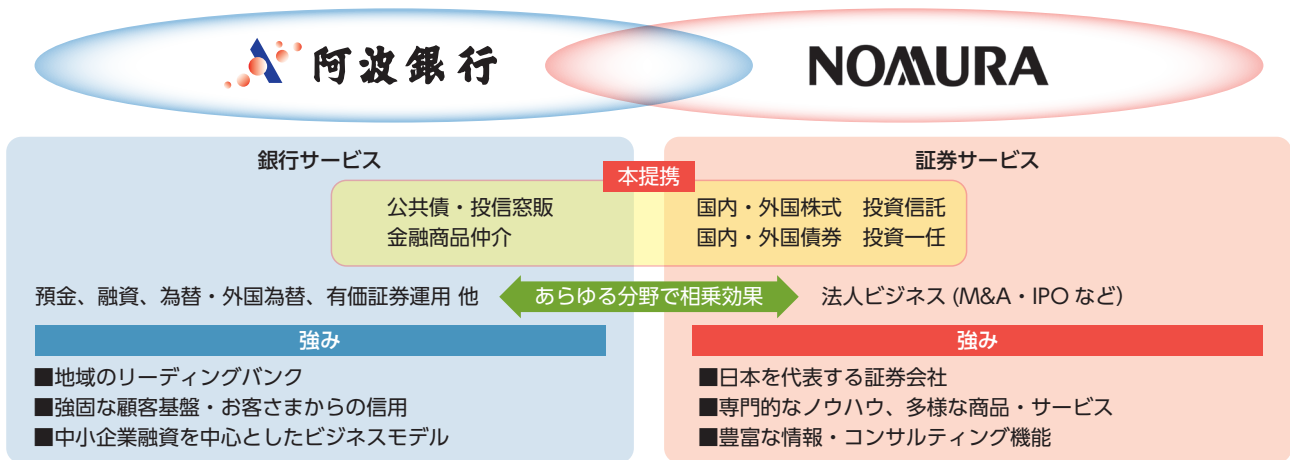 阿波銀行
NOMURA
銀行サービス
証券サービス
本提携
公共債・投信窓販
金融商品仲介
国内・外国株式 投資信託
国内・外国債券 投資一任
預金、融資、為替・外国為替、有価証券運用 他
あらゆる分野で相乗効果
法人ビジネス (M&A・IPO など)
強み
■地域のリーディングバンク
■強固な顧客基盤・お客さまからの信用
■中小企業融資を中心としたビジネスモデル
強み
■日本を代表する証券会社
■専門的なノウハウ、多様な商品・サービス
■豊富な情報・コンサルティング機能